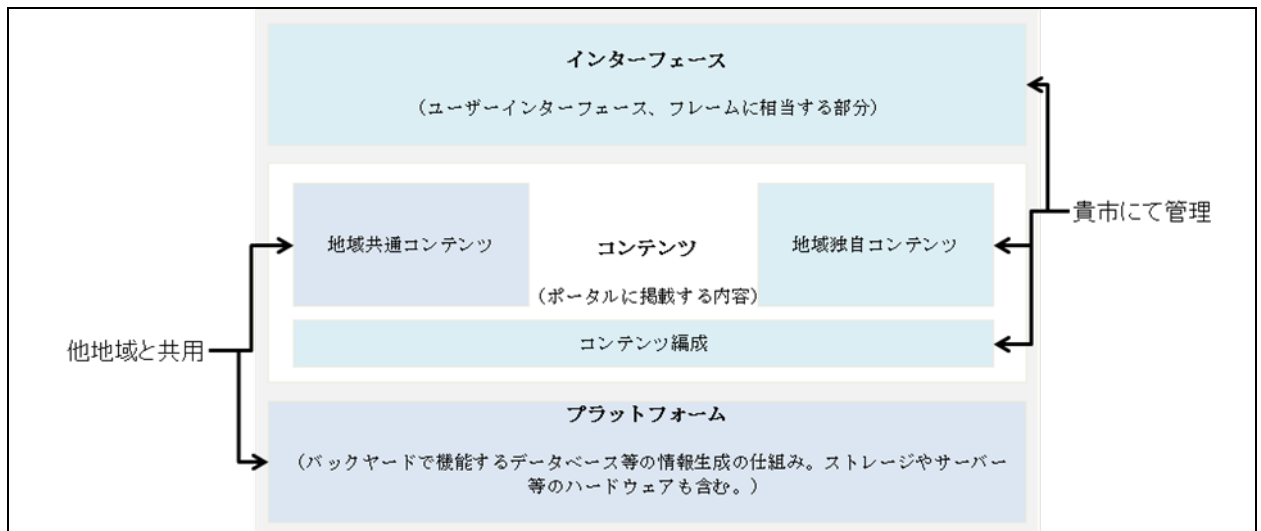 インターフェース
（ユーザーインターフェース、フレームに相当する部分）
貴市にて管理
地域共通コンテンツ
コンテンツ
地域独自コンテンツ
（ポータルに掲載する内容）
コンテンツ編成
他地域と共用
プラットフォーム
（バックヤードで機能するデータベース等の情報生成の仕組み。ストレージやサーバー
等のハードウェアも含む。）